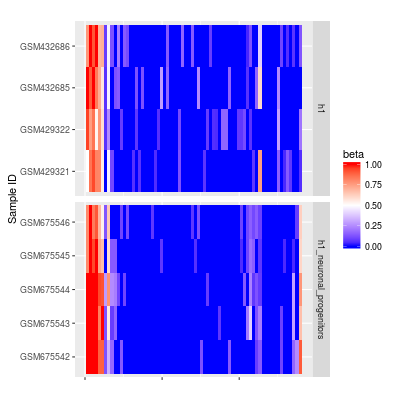 Sample ID
GSM432686
GSM432685
GSM429322
GSM429321
h1
GSM675546
GSM675545
GSM675544
GSM675543
GSM675542
h1_neuronal_progenitors
beta
1.00
0.75
0.50
0.25
0.00